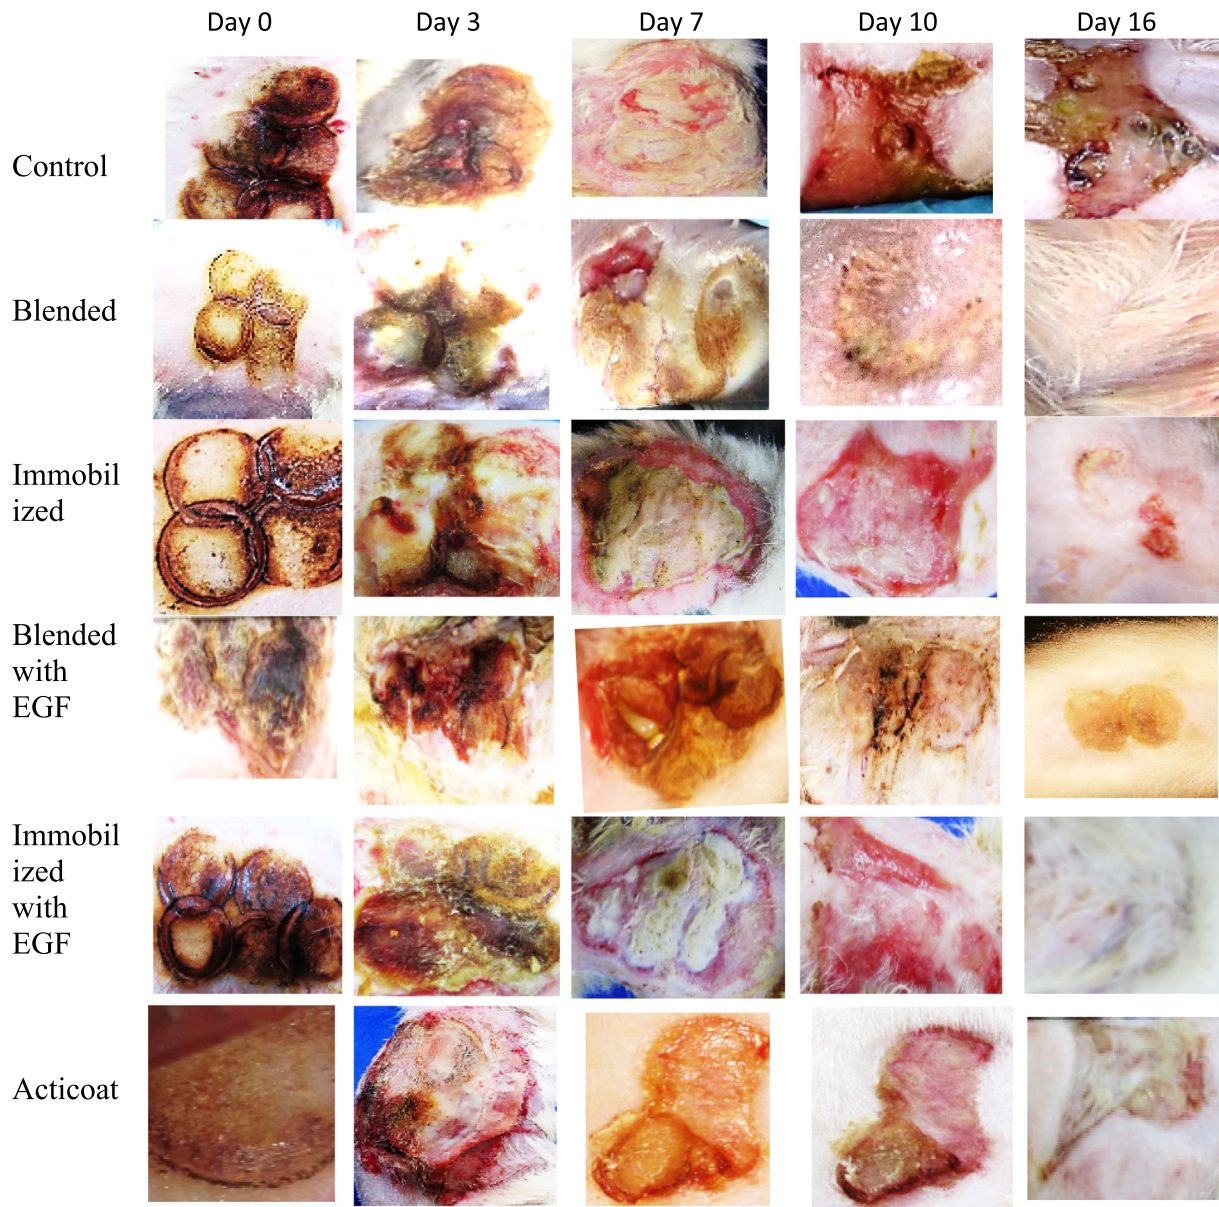 Day 0 Day 3 Day 7 Day 10 Day 16
Control
Blended
Immobil
ized
Blended
with
EGF
Immobil
ized
with
EGF
Acticoat